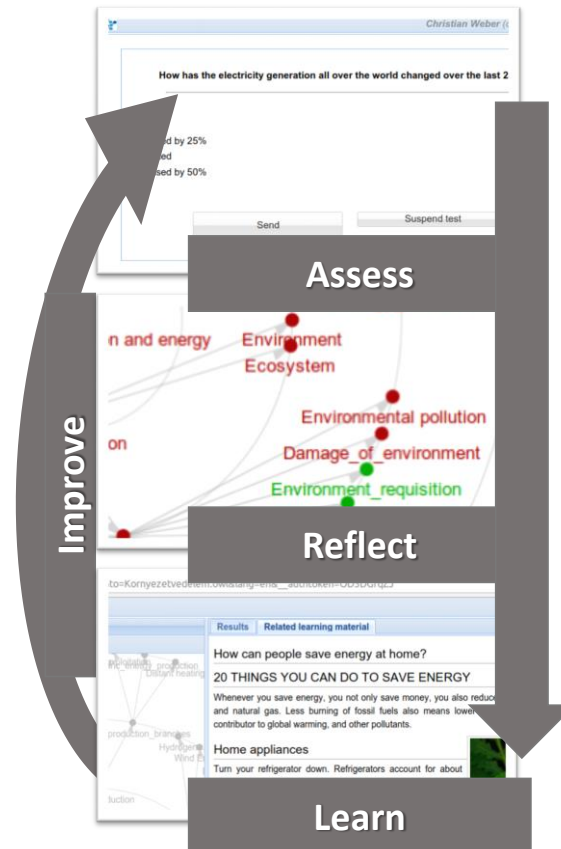 Christian Weber (
How has the electricity generation all over the world changed over the last 2
ed by 25%
ed
sed by 50%
Send
Suspend test
Assess
n and energy
Environment
Ecosystem
Environmental pollution
on
Damage_of_environment
Environment_requisition
Improve
Reflect
Results
Related learning material
How can people save energy at home?
20 THINGS YOU CAN DO TO SAVE ENERGY
Whenever you save energy, you not only save money, you also reduce
and natural gas. Less burning of fossil fuels also means lower
contributor to global warming, and other pollutants.
Home appliances
Turn your refrigerator down. Refrigerators account for about
Distant heating
production_branches
Hydrogen
Wind E
duction
Learn